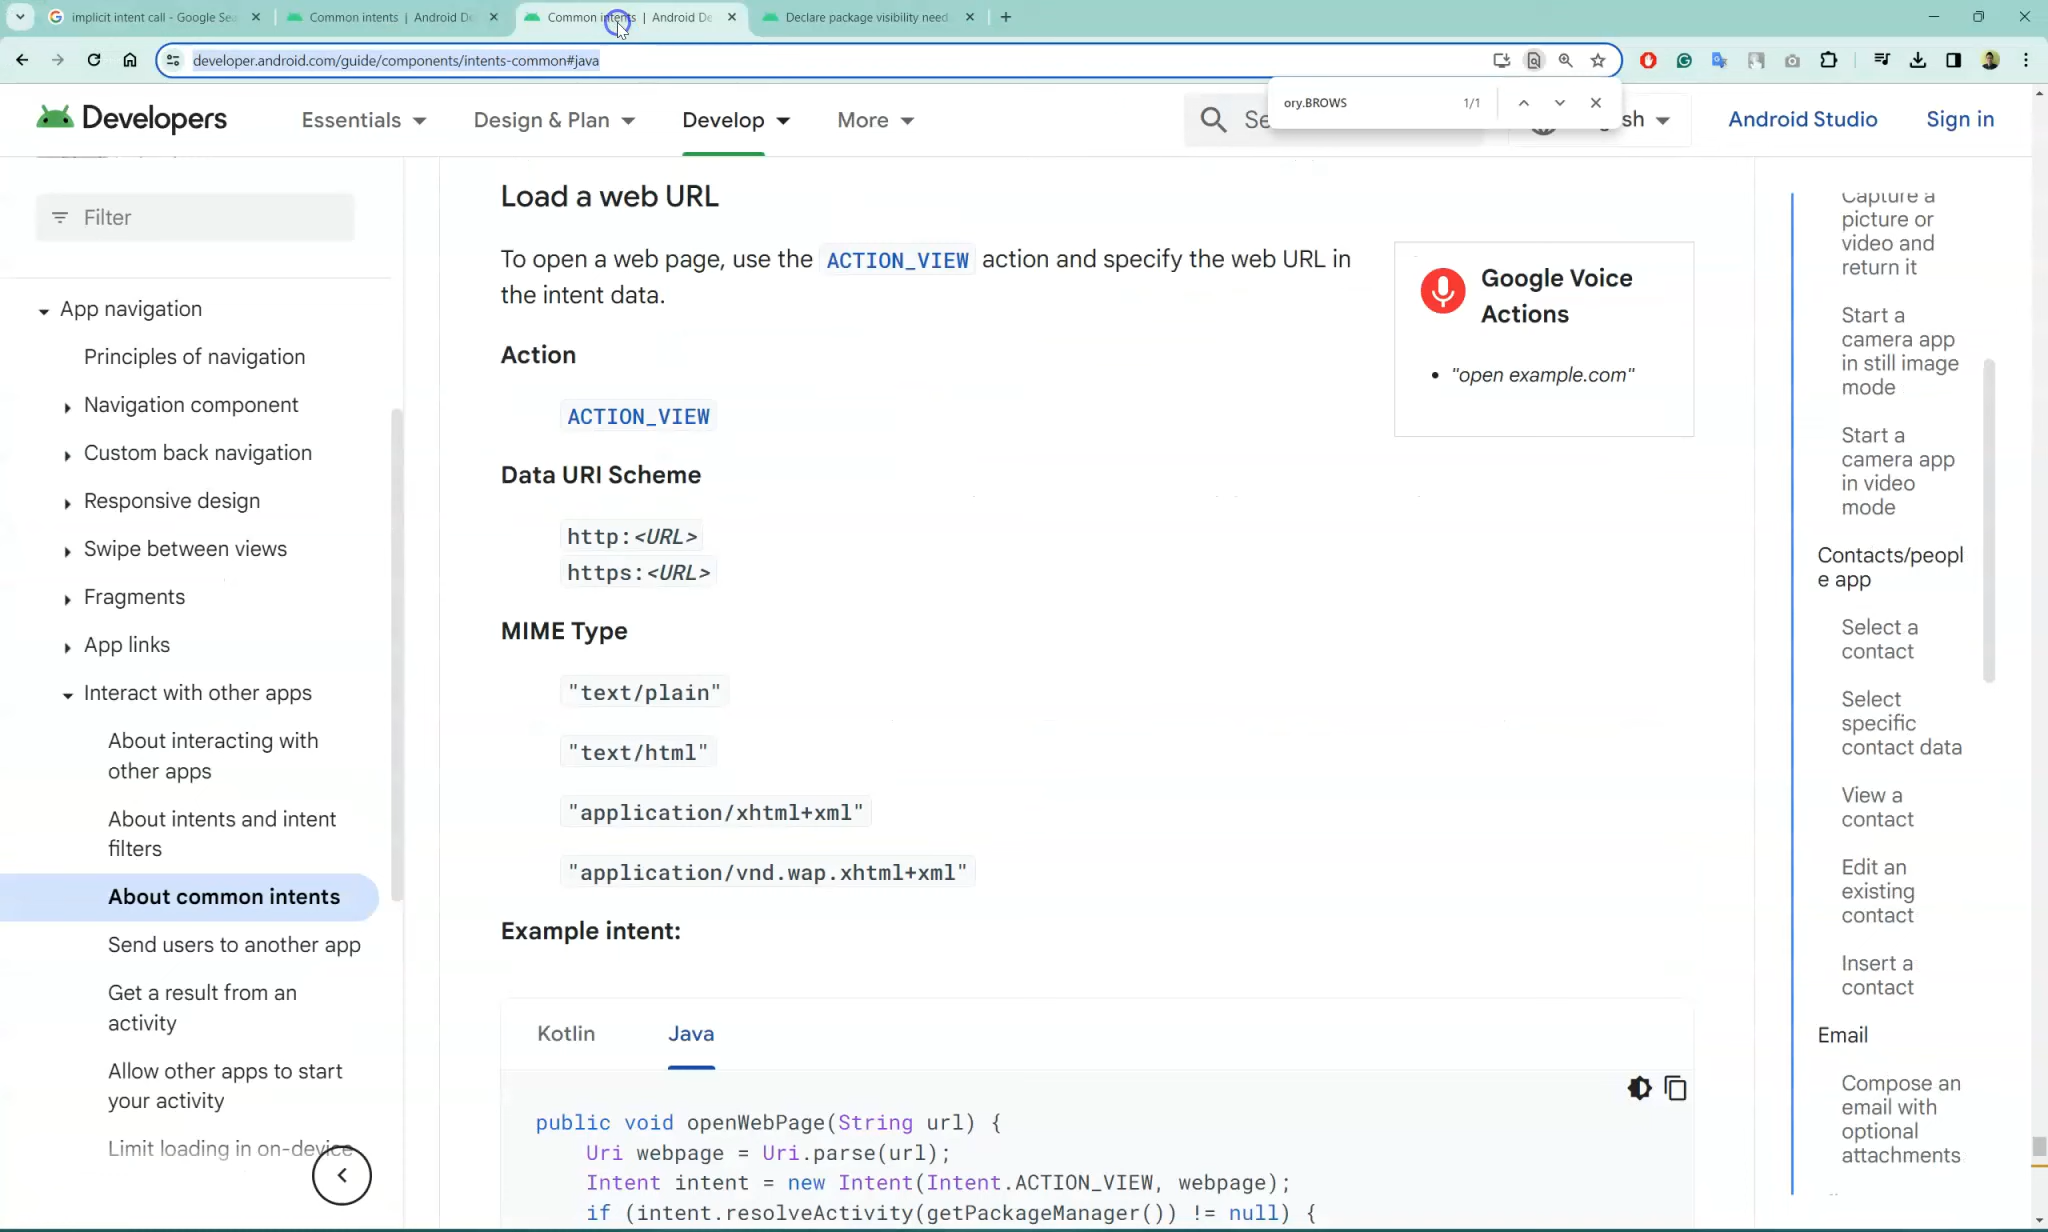 implicit intent call - Google Sea
Common intents | Android De
Common intents | Android De
Declare package visibility need
developer.android.com/guide/components/intents-common#java
ory.BROWS
1/1
Developers
Essentials
Design & Plan
Develop
More
Se
sh
Android Studio
Sign in
Filter
App navigation
Principles of navigation
Navigation component
Custom back navigation
Responsive design
Swipe between views
Fragments
App links
Interact with other apps
About interacting with
other apps
About intents and intent
filters
About common intents
Send users to another app
Get a result from an
activity
Allow other apps to start
your activity
Limit loading in on-device
Load a web URL
To open a web page, use the ACTION_VIEW action and specify the web URL in
the intent data.
Action
ACTION_VIEW
Data URI Scheme
http:<URL>
https:<URL>
MIME Type
"text/plain"
"text/html"
"application/xhtml+xml"
"application/vnd.wap.xhtml+xml"
Example intent:
Kotlin
Java
public void openWebPage(String url) {
Uri webpage = Uri.parse(url);
Intent intent = new Intent(Intent.ACTION_VIEW, webpage);
if (intent.resolveActivity(getPackageManager()) != null) {
Google Voice
Actions
• "open example.com"
Capture a
picture or
video and
return it
Start a
camera app
in still image
mode
Start a
camera app
in video
mode
Contacts/peopl
e app
Select a
contact
Select
specific
contact data
View a
contact
Edit an
existing
contact
Insert a
contact
Email
Compose an
email with
optional
attachments